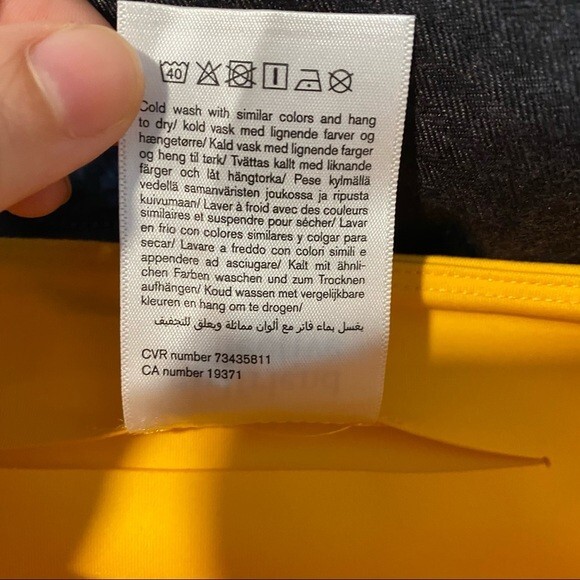 40
Cold wash with similar colors and hang
to dry/ kold vask med lignende farver og
hængetørre/ Kald vask med lignende farger
og heng til tørk/ Tvättas kallt med liknande
färger och låt hängtorka/ Pese kylmällä
vedellä samanväristen joukossa ja ripusta
kuivumaan/ Laver à froid avec des couleurs
similaires et suspendre pour sécher/ Lavar
en frio con colores similares y colgar para
secar/ Lavare a freddo con colori simili e
appendere ad asciugare/ Kalt mit ähnli-
chen Farben waschen und zum Trocknen
aufhängen/ Koud wassen met vergelijkbare
kleuren en hang om te drogen/
يغسل بماء فاتر مع ألوان مماثلة ويعلق للتجفيف
CVR number 73435811
CA number 19371